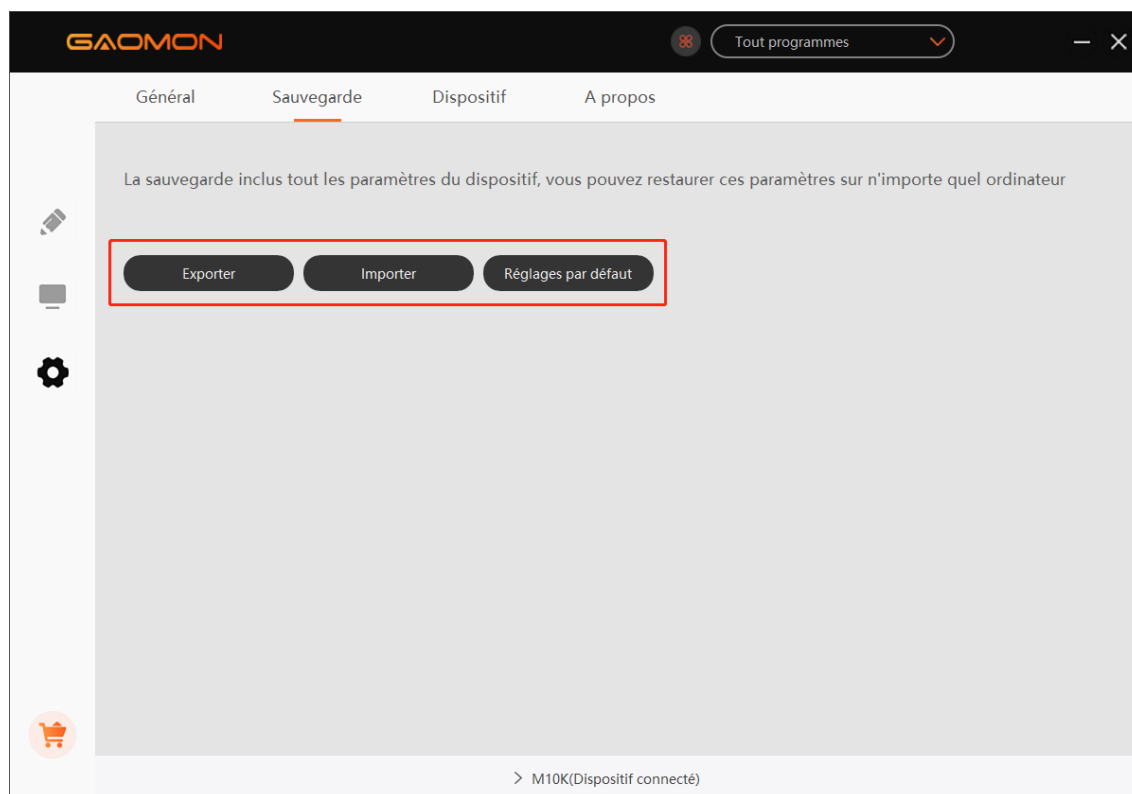 GAOMON
Tout programmes
Général Sauvegarde Dispositif A propos
La sauvegarde inclus tout les paramètres du dispositif, vous pouvez restaurer ces paramètres sur n'importe quel ordinateur
Exporter Importer Réglages par défaut
M10K(Dispositif connecté)